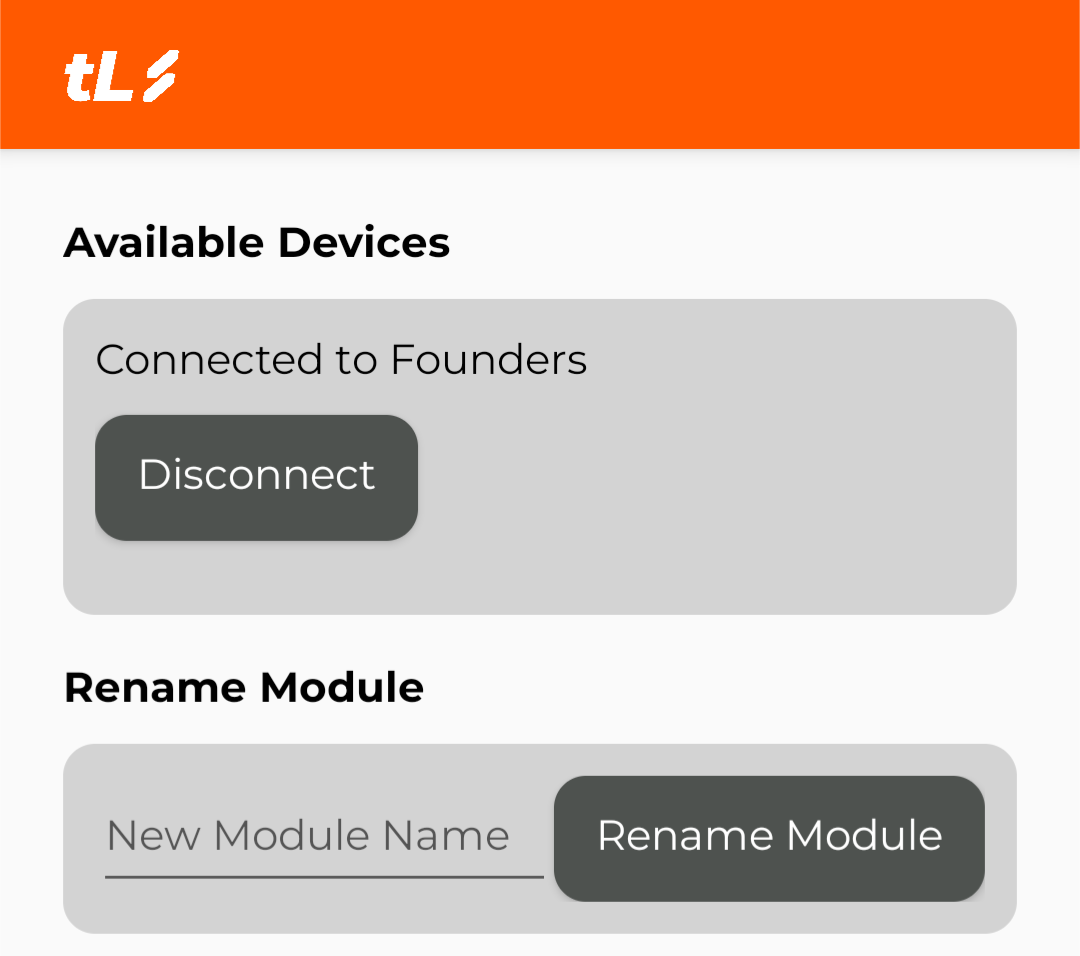 tL
Available Devices
Connected to Founders
Disconnect
Rename Module
New Module Name
Rename Module